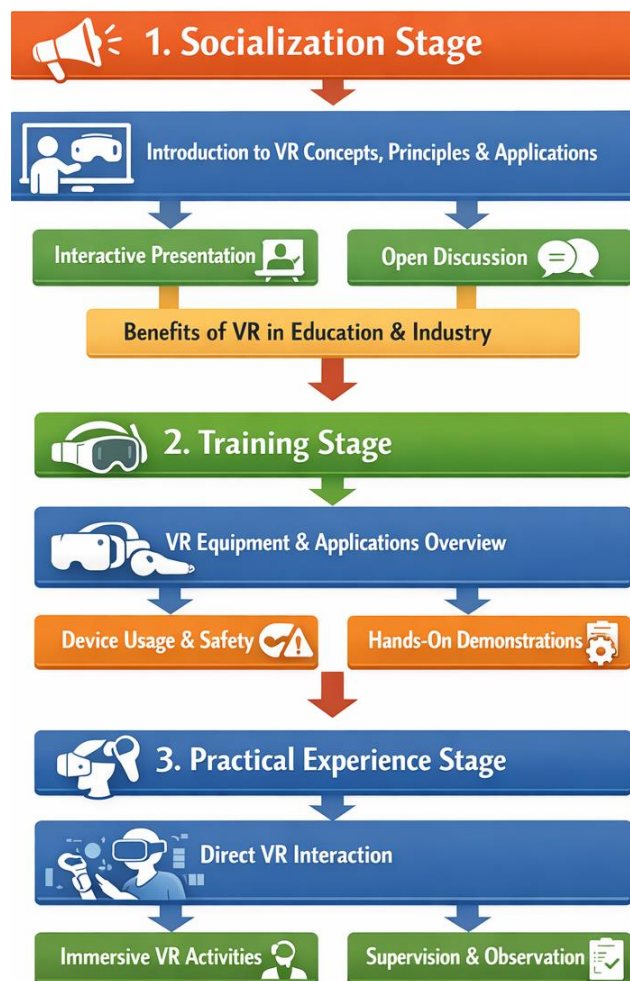 1. Socialization Stage
Introduction to VR Concepts, Principles & Applications
Interactive Presentation
Open Discussion
Benefits of VR in Education & Industry
2. Training Stage
VR Equipment & Applications Overview
Device Usage & Safety
Hands-On Demonstrations
3. Practical Experience Stage
Direct VR Interaction
Immersive VR Activities
Supervision & Observation